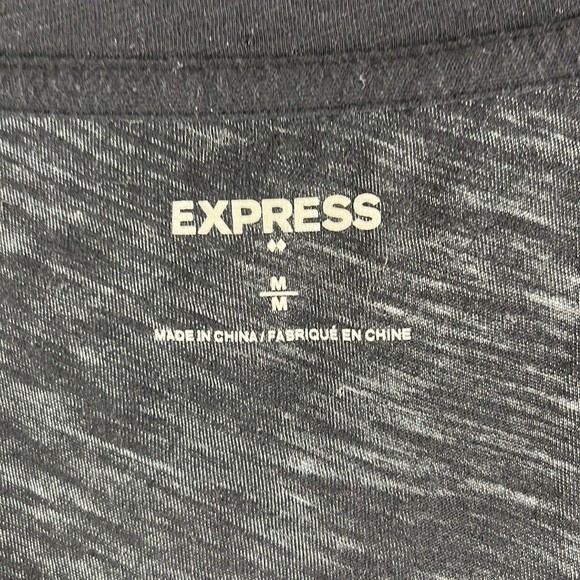 EXPRESS
M
M
MADE IN CHINA / FABRIQUÉ EN CHINE